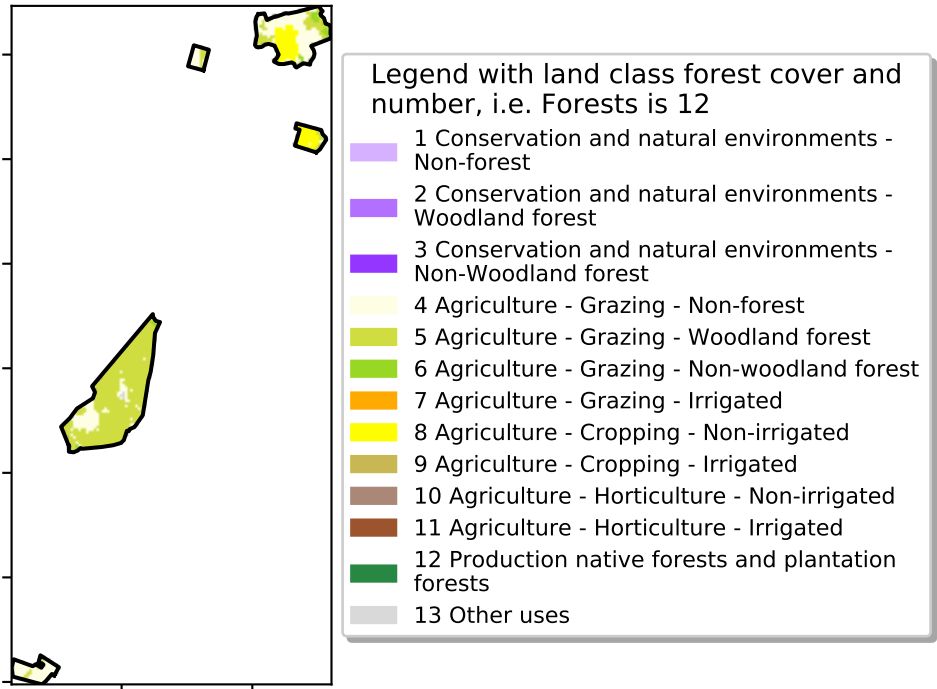 Legend with land class forest cover and
number, i.e. Forests is 12
1 Conservation and natural environments -
Non-forest
2 Conservation and natural environments -
Woodland forest
3 Conservation and natural environments -
Non-Woodland forest
4 Agriculture - Grazing - Non-forest
5 Agriculture - Grazing - Woodland forest
6 Agriculture - Grazing - Non-woodland forest
7 Agriculture - Grazing - Irrigated
8 Agriculture - Cropping - Non-irrigated
9 Agriculture - Cropping - Irrigated
10 Agriculture - Horticulture - Non-irrigated
11 Agriculture - Horticulture - Irrigated
12 Production native forests and plantation
forests
13 Other uses